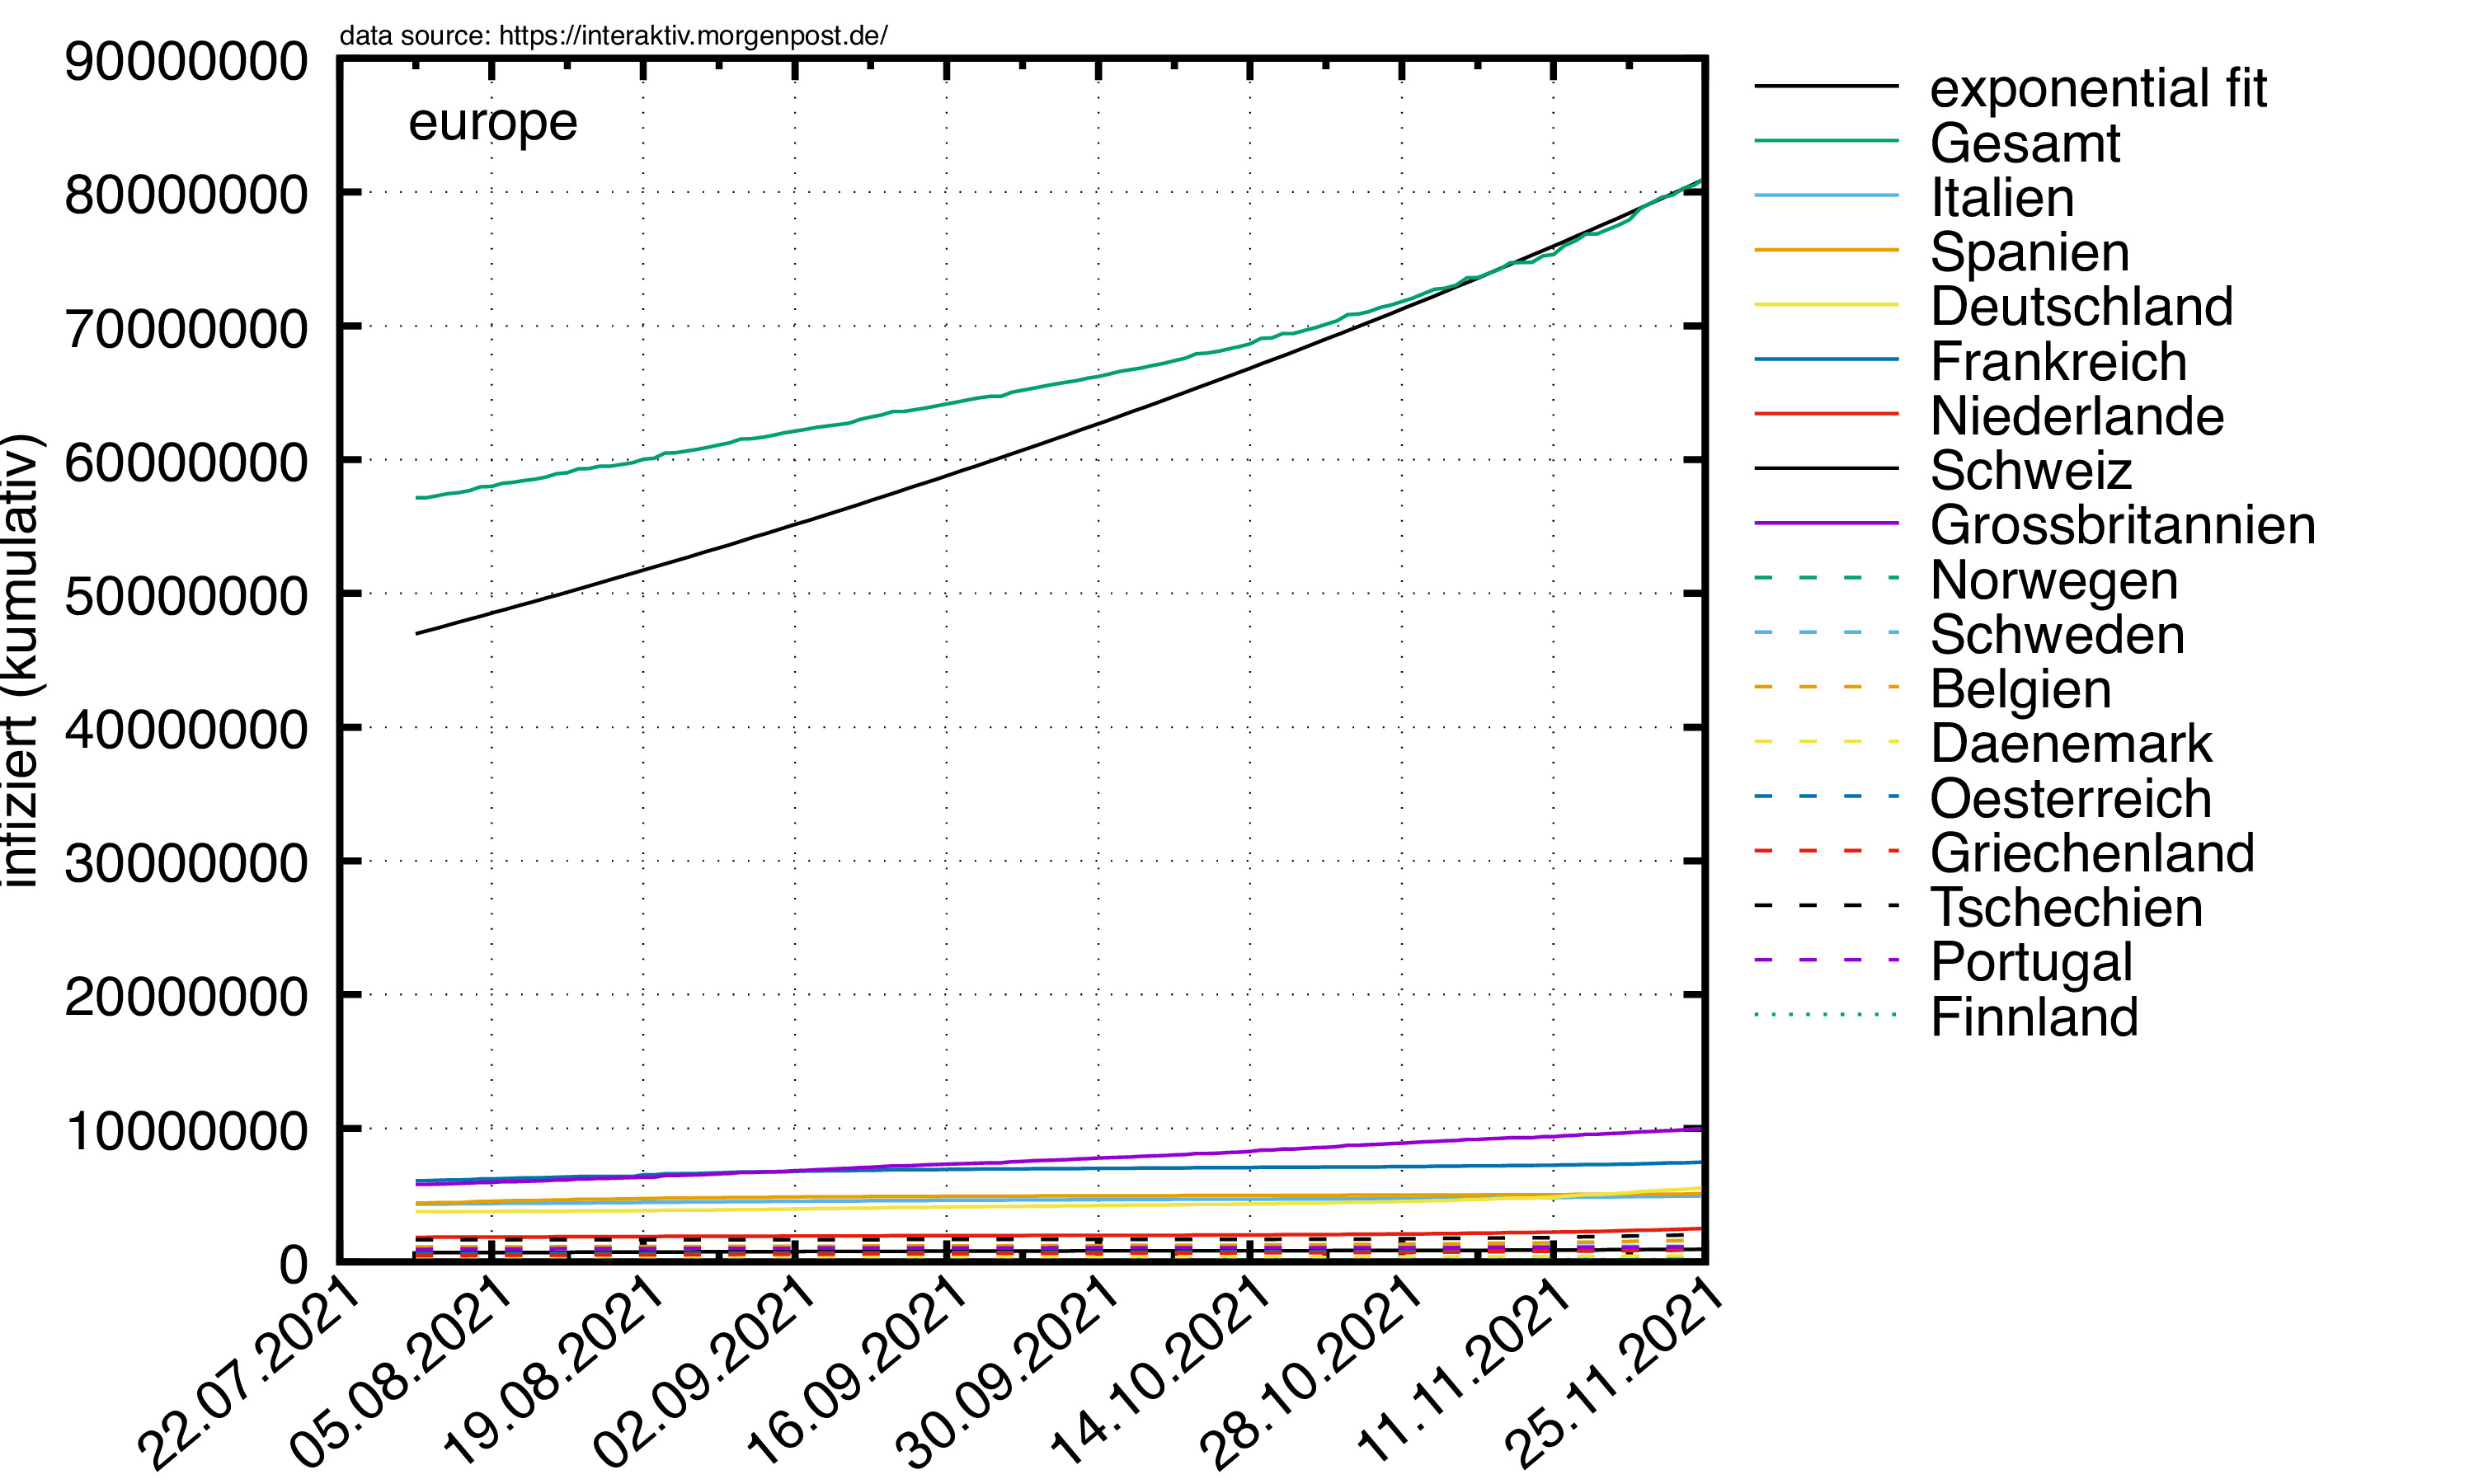 data source: https://interaktiv.morgenpost.de/
europe
infiziert (kumulativ)
90000000
80000000
70000000
60000000
50000000
40000000
30000000
20000000
10000000
0
22.07.2021
05.08.2021
19.08.2021
02.09.2021
16.09.2021
30.09.2021
14.10.2021
28.10.2021
11.11.2021
25.11.2021
exponential fit
Gesamt
Italien
Spanien
Deutschland
Frankreich
Niederlande
Schweiz
Grossbritannien
Norwegen
Schweden
Belgien
Daenemark
Oesterreich
Griechenland
Tschechien
Portugal
Finnland